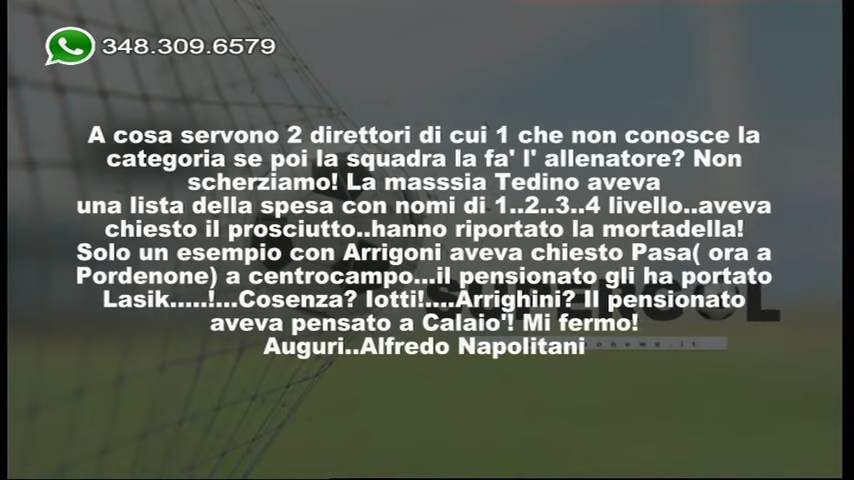 348.309.6579
A cosa servono 2 direttori di cui 1 che non conosce la
categoria se poi la squadra la fa' l' allenatore? Non
scherziamo! La masssia Tedino aveva
una lista della spesa con nomi di 1..2..3..4 livello..aveva
chiesto il prosciutto..hanno riportato la mortadella!
Solo un esempio con Arrigoni aveva chiesto Pasa( ora a
Pordenone) a centrocampo...il pensionato gli ha portato
Lasik.....!...Cosenza? Iotti!....Arrighini? Il pensionato
aveva pensato a Calaio'! Mi fermo!
Auguri..Alfredo Napolitani
SUPERGOL